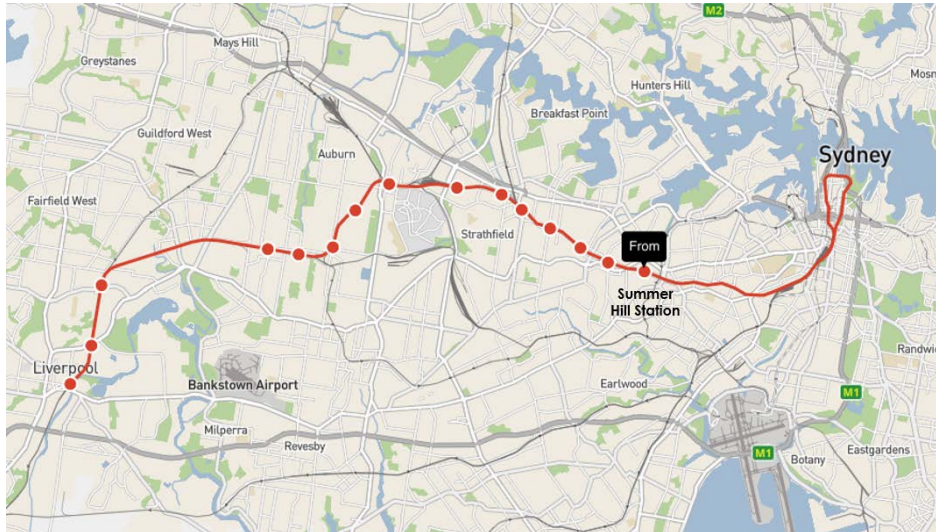 M2
Mays Hill
Greystanes
Mosn
Hunters Hill
Breakfast Point
Guildford West
Auburn
Sydney
Fairfield West
Strathfield
From
Summer
Hill Station
Liverpool
Randwi
Bankstown Airport
Earlwood
M1
Milperra
Revesby
M1
Botany
Eastgardens